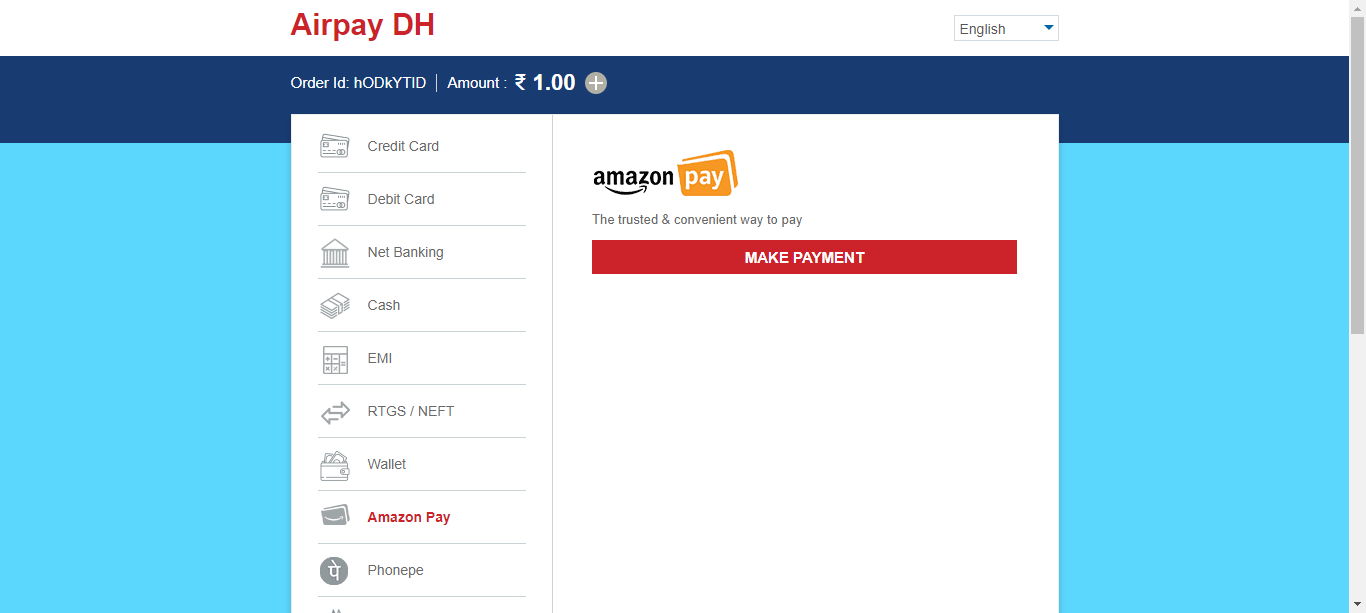 Airpay DH
English
Order Id: hODkYTID | Amount : ₹ 1.00
Credit Card
Debit Card
Net Banking
Cash
EMI
RTGS / NEFT
Wallet
Amazon Pay
Phonepe
पे
amazon pay
The trusted & convenient way to pay
MAKE PAYMENT